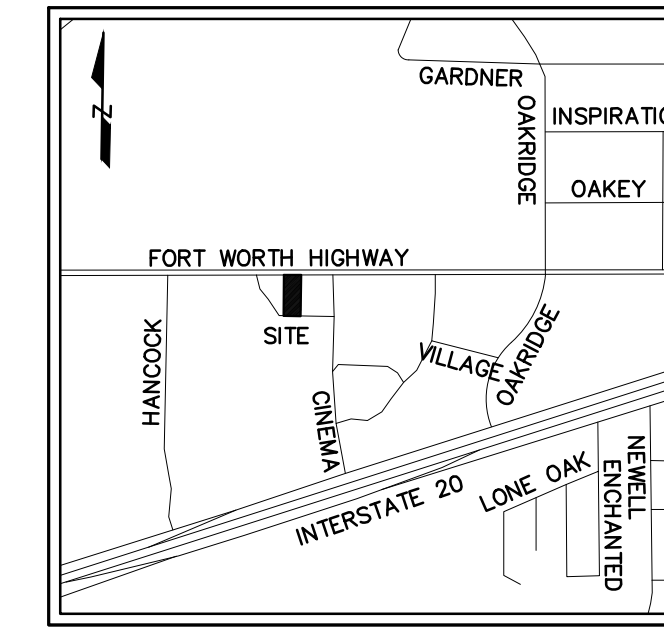 GARDNER
OAKRIDGE
OAKEY
FORT WORTH HIGHWAY
SITE
HANCOCK
CINEMA
VILLAGE
OAKRIDGE
INTERSTATE 20
LONE OAK
NEWELL
ENCHANTED
N
INSPIRATIO